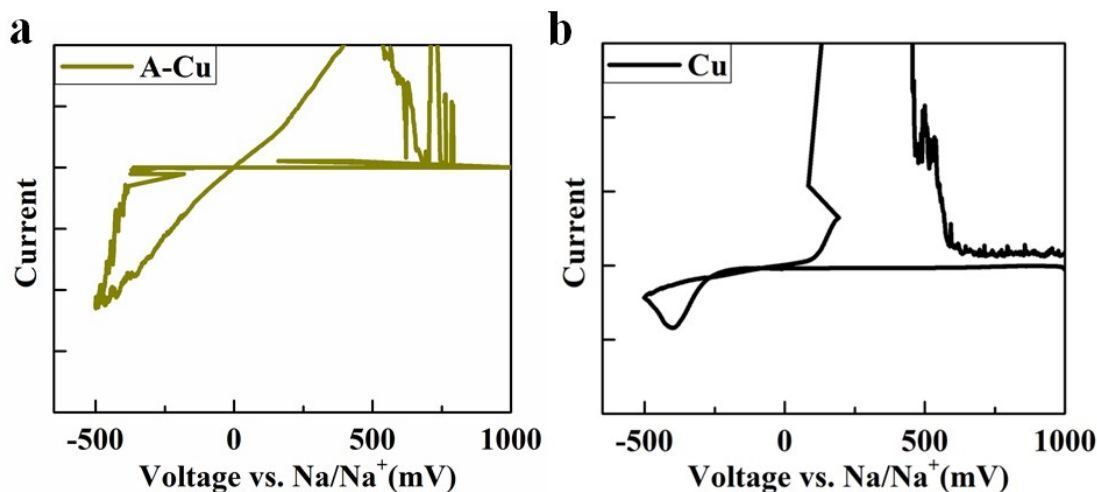 a
A-Cu
Current
-500 0 500 1000
Voltage vs. Na/Na⁺(mV)
b
Cu
Current
-500 0 500 1000
Voltage vs. Na/Na⁺(mV)